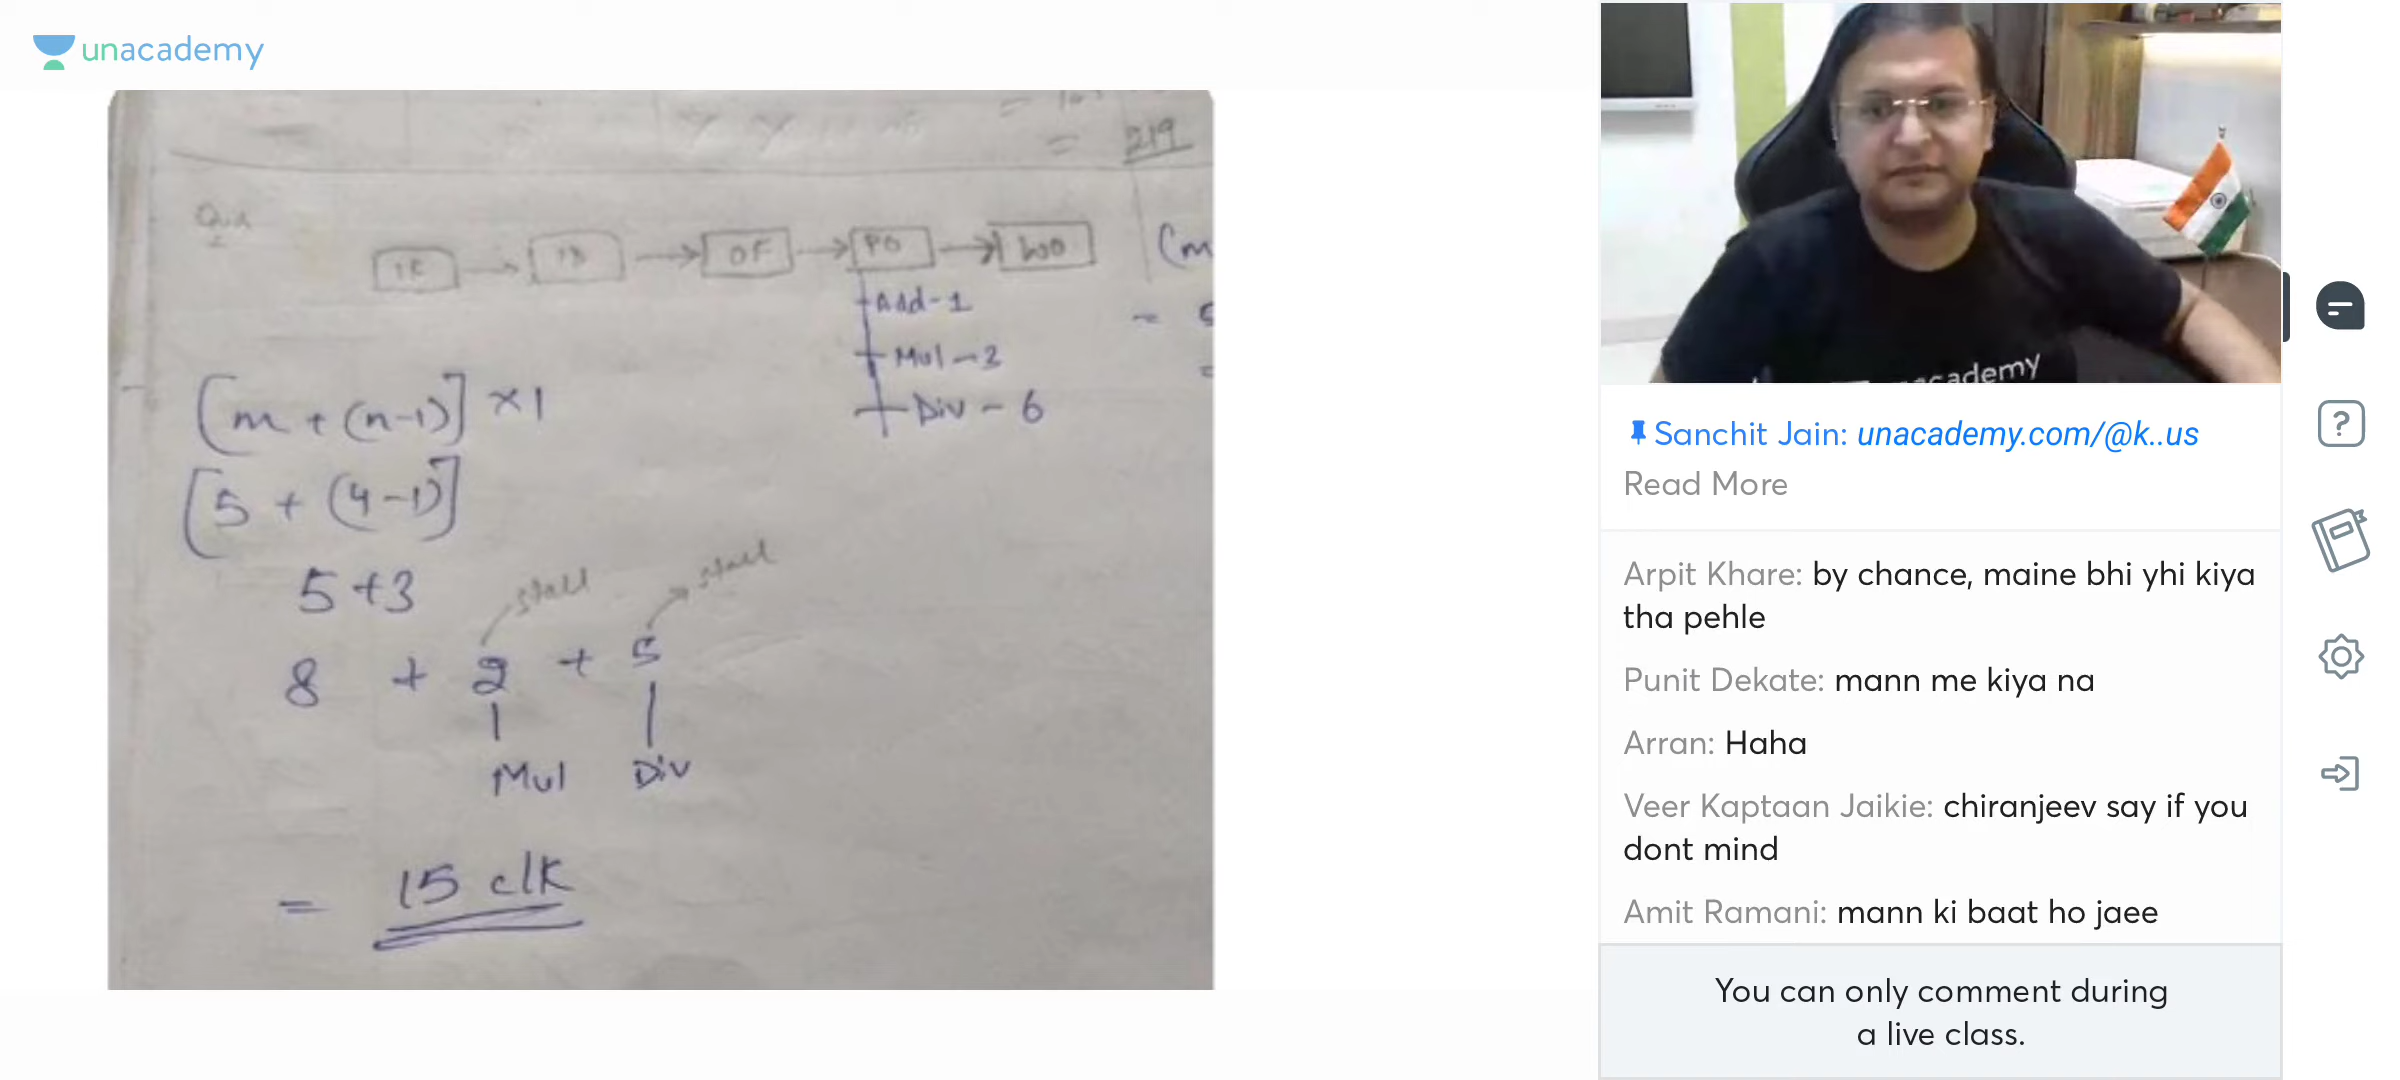 unacademy
= 219
Que
IF ID OF PO WO
(m
Add-1
= 5
Mul-3
=
Div - 6
[m + (n-1)] ×1
[5 + (4-1)]
5+3
stall stall
8 + 2 + 5
Mul Div
= 15 clk
academy
Sanchit Jain: unacademy.com/@k..us
Read More
Arpit Khare: by chance, maine bhi yhi kiya
tha pehle
Punit Dekate: mann me kiya na
Arran: Haha
Veer Kaptaan Jaikie: chiranjeev say if you
dont mind
Amit Ramani: mann ki baat ho jaee
You can only comment during
a live class.